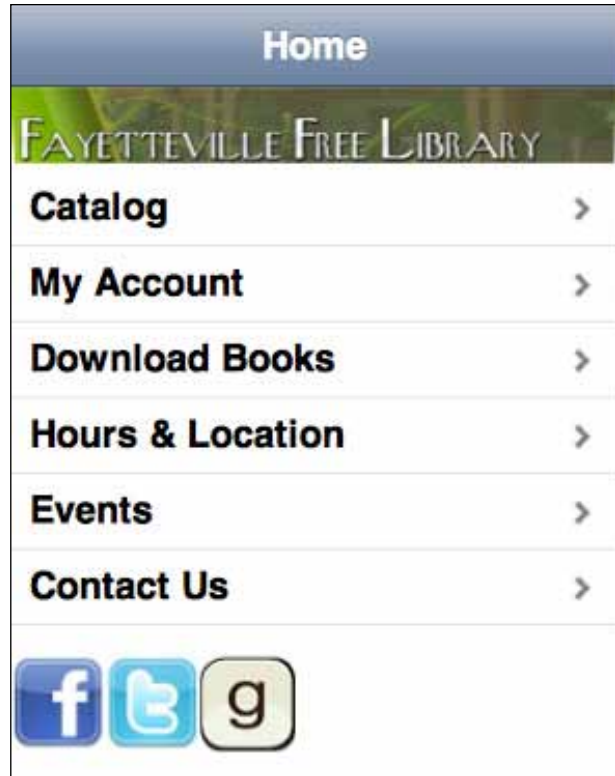 Home
FAYETTEVILLE FREE LIBRARY
Catalog
My Account
Download Books
Hours & Location
Events
Contact Us
f t g